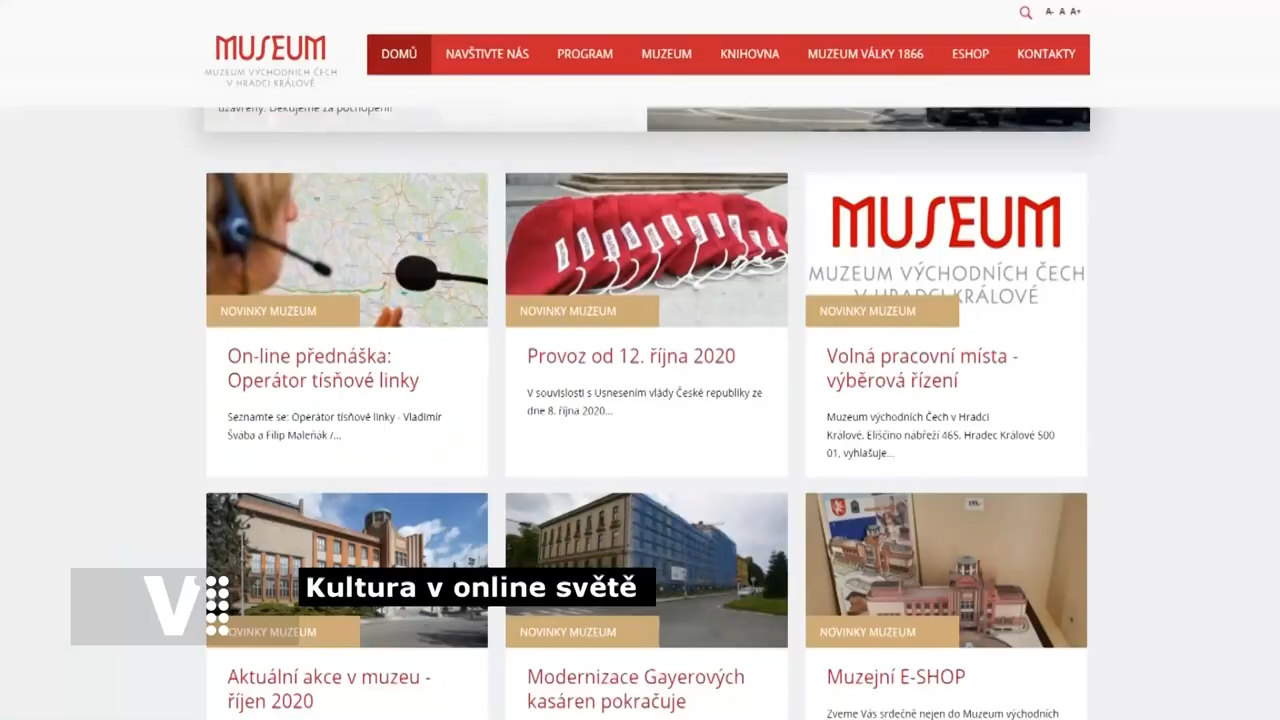 A- A A+
MUSEUM
MUZEUM VÝCHODNÍCH ČECH
V HRADCI KRÁLOVÉ
DOMŮ NAVŠTIVTE NÁS PROGRAM MUZEUM KNIHOVNA MUZEUM VÁLKY 1866 ESHOP KONTAKTY
uzavřeny. Děkujeme za pochopení!
MUSEUM
MUZEUM VÝCHODNÍCH ČECH
V HRADCI KRÁLOVÉ
NOVINKY MUZEUM
NOVINKY MUZEUM
NOVINKY MUZEUM
On-line přednáška:
Operátor tísňové linky
Seznamte se: Operátor tísňové linky - Vladimír
Švába a Filip Maleňák /...
Provoz od 12. října 2020
V souvislosti s Usnesením vlády České republiky ze
dne 8. října 2020...
Volná pracovní místa -
výběrová řízení
Muzeum východních Čech v Hradci
Králové, Eliščino nábřeží 465, Hradec Králové 500
01, vyhlašuje...
V
Kultura v online světě
NOVINKY MUZEUM
NOVINKY MUZEUM
NOVINKY MUZEUM
Aktuální akce v muzeu -
říjen 2020
Modernizace Gayerových
kasáren pokračuje
Muzejní E-SHOP
Zveme Vás srdečně nejen do Muzeum východních